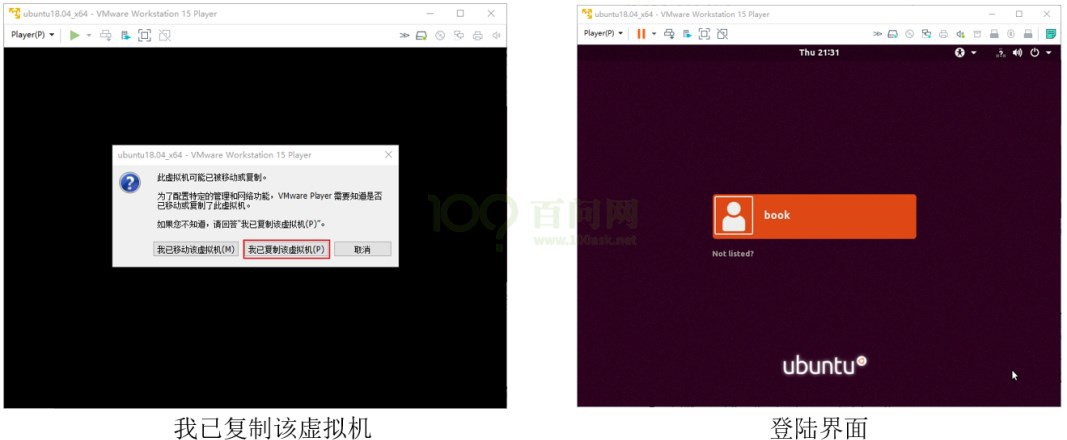 ubuntu18.04_x64 - VMware Workstation 15 Player
Player(P)
ubuntu18.04_x64 - VMware Workstation 15 Player
此虚拟机可能已被移动或复制。
为了配置特定的管理和网络功能，VMware Player 需要知道是否
已移动或复制了此虚拟机。
如果您不知道，请回答"我已复制该虚拟机(P)"。
我已移动该虚拟机(M) 我已复制该虚拟机(P) 取消
我已复制该虚拟机
ubuntu18.04_x64 - VMware Workstation 15 Player
Player(P)
Thu 21:31
book
Not listed?
ubuntu
登陆界面
100? 百问网
www.100ask.net